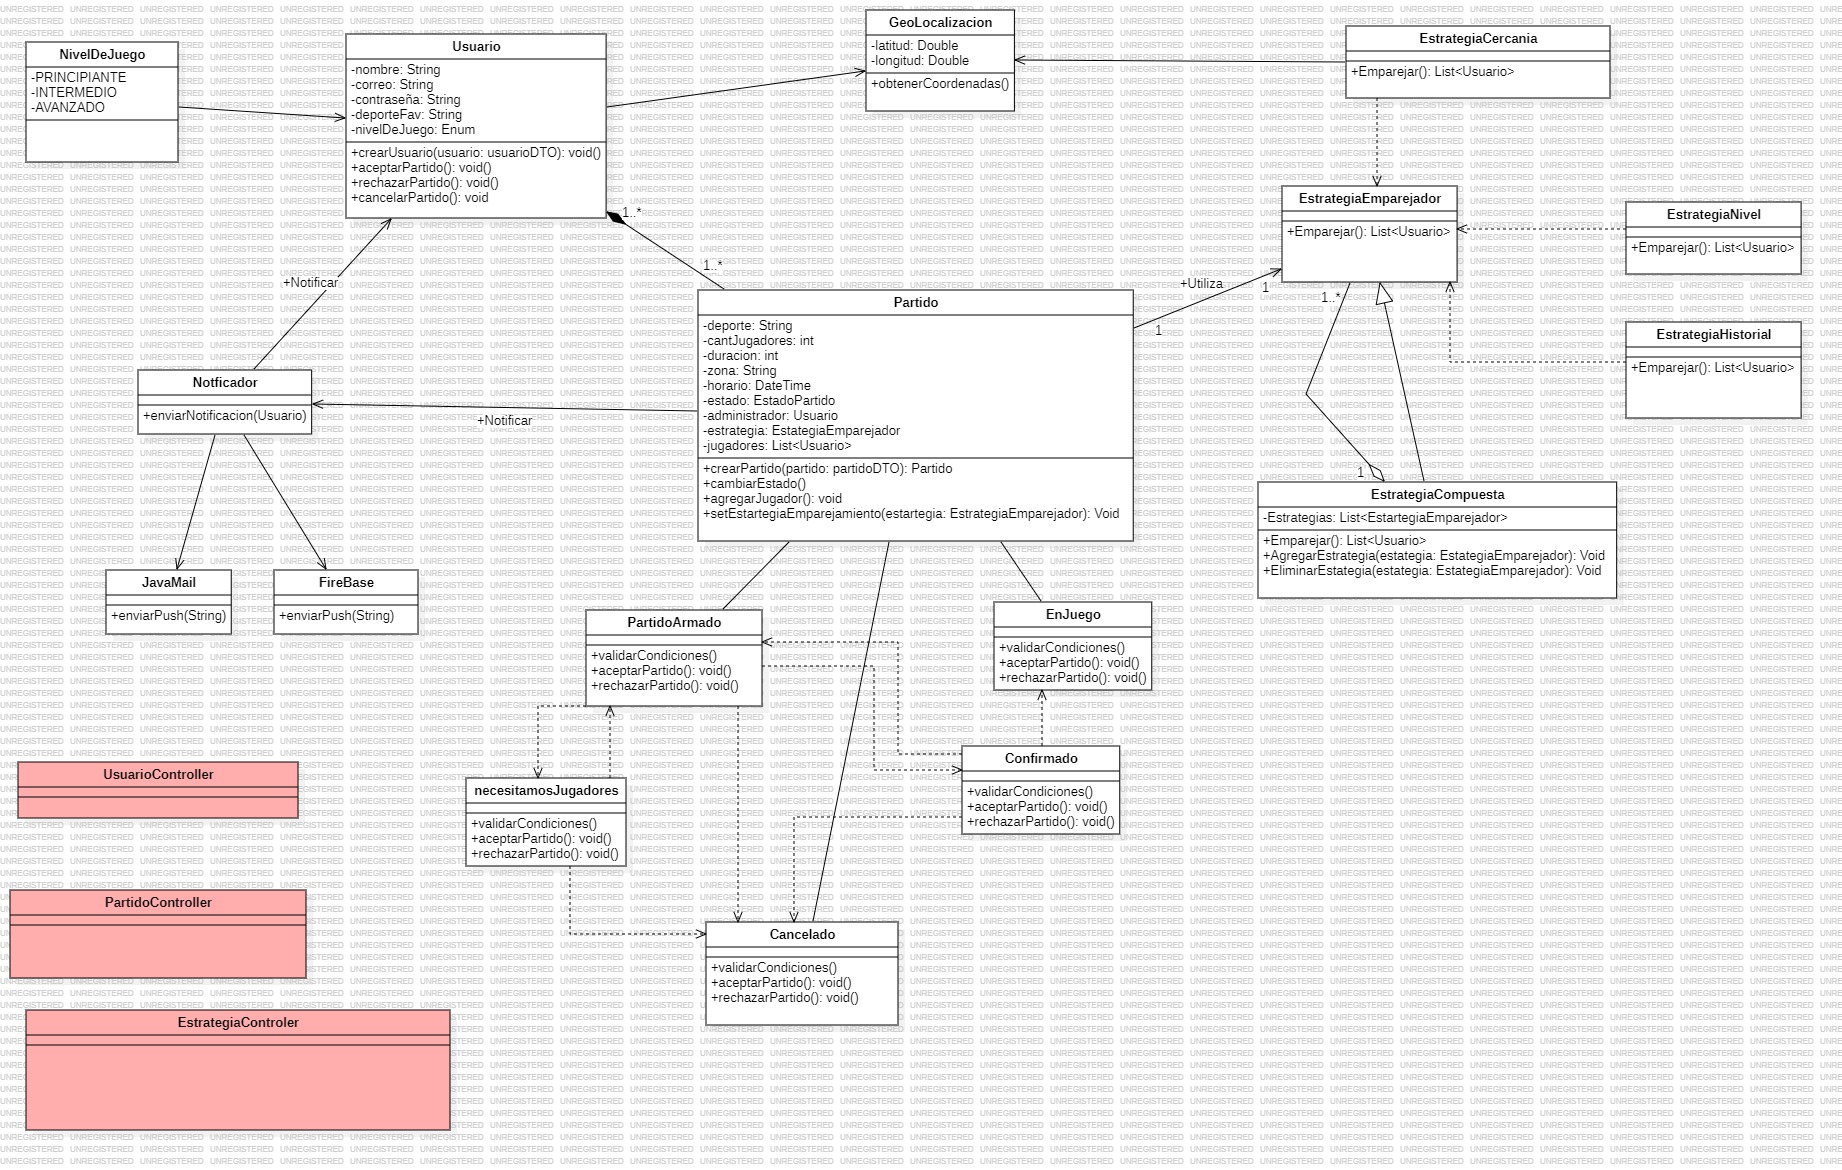 NivelDeJuego
-PRINCIPIANTE
-INTERMEDIO
-AVANZADO
Usuario
-nombre: String
-correo: String
-contraseña: String
-deporteFav: String
-nivelDeJuego: Enum
+crearUsuario(usuario: usuarioDTO): void()
+aceptarPartido(): void()
+rechazarPartido(): void()
+cancelarPartido(): void
GeoLocalizacion
-latitud: Double
-longitud: Double
+obtenerCoordenadas()
EstrategiaCercania
+Emparejar(): List<Usuario>
EstrategiaEmparejador
+Emparejar(): List<Usuario>
EstrategiaNivel
+Emparejar(): List<Usuario>
EstrategiaHistorial
+Emparejar(): List<Usuario>
1..*
1..*
+Notificar
+Utiliza
1
1
1..*
1
Partido
-deporte: String
-cantJugadores: int
-duracion: int
-zona: String
-horario: DateTime
-estado: EstadoPartido
-administrador: Usuario
-estrategia: EstategiaEmparejador
-jugadores: List<Usuario>
+crearPartido(partido: partidoDTO): Partido
+cambiarEstado()
+agregarJugador(): void
+setEstartegiaEmparejamiento(estartegia: EstrategiaEmparejador): Void
Notficador
+enviarNotificacion(Usuario)
+Notificar
JavaMail
+enviarPush(String)
FireBase
+enviarPush(String)
EstrategiaCompuesta
-Estrategias: List<EstartegiaEmparejador>
+Emparejar(): List<Usuario>
+AgregarEstrategia(estategia: EstategiaEmparejador): Void
+EliminarEstategia(estategia: EstategiaEmparejador): Void
PartidoArmado
+validarCondiciones()
+aceptarPartido(): void()
+rechazarPartido(): void()
EnJuego
+validarCondiciones()
+aceptarPartido(): void()
+rechazarPartido(): void()
necesitamosJugadores
+validarCondiciones()
+aceptarPartido(): void()
+rechazarPartido(): void()
Confirmado
+validarCondiciones()
+aceptarPartido(): void()
+rechazarPartido(): void()
Cancelado
+validarCondiciones()
+aceptarPartido(): void()
+rechazarPartido(): void()
UsuarioController
PartidoController
EstrategiaControler
UNREGISTERED